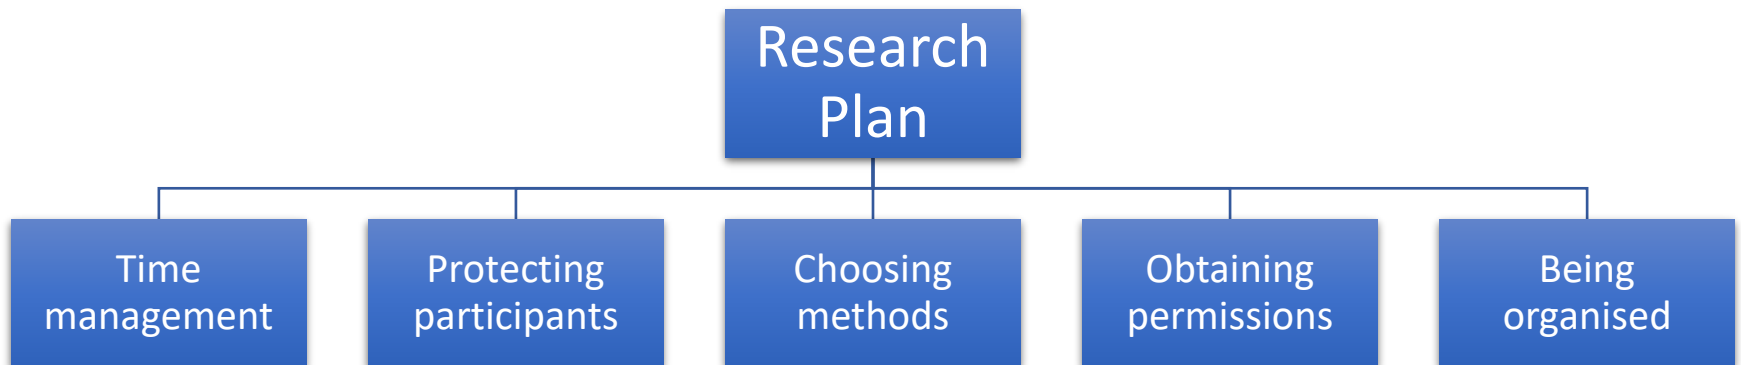 Research
Plan
Time
management
Protecting
participants
Choosing
methods
Obtaining
permissions
Being
organised